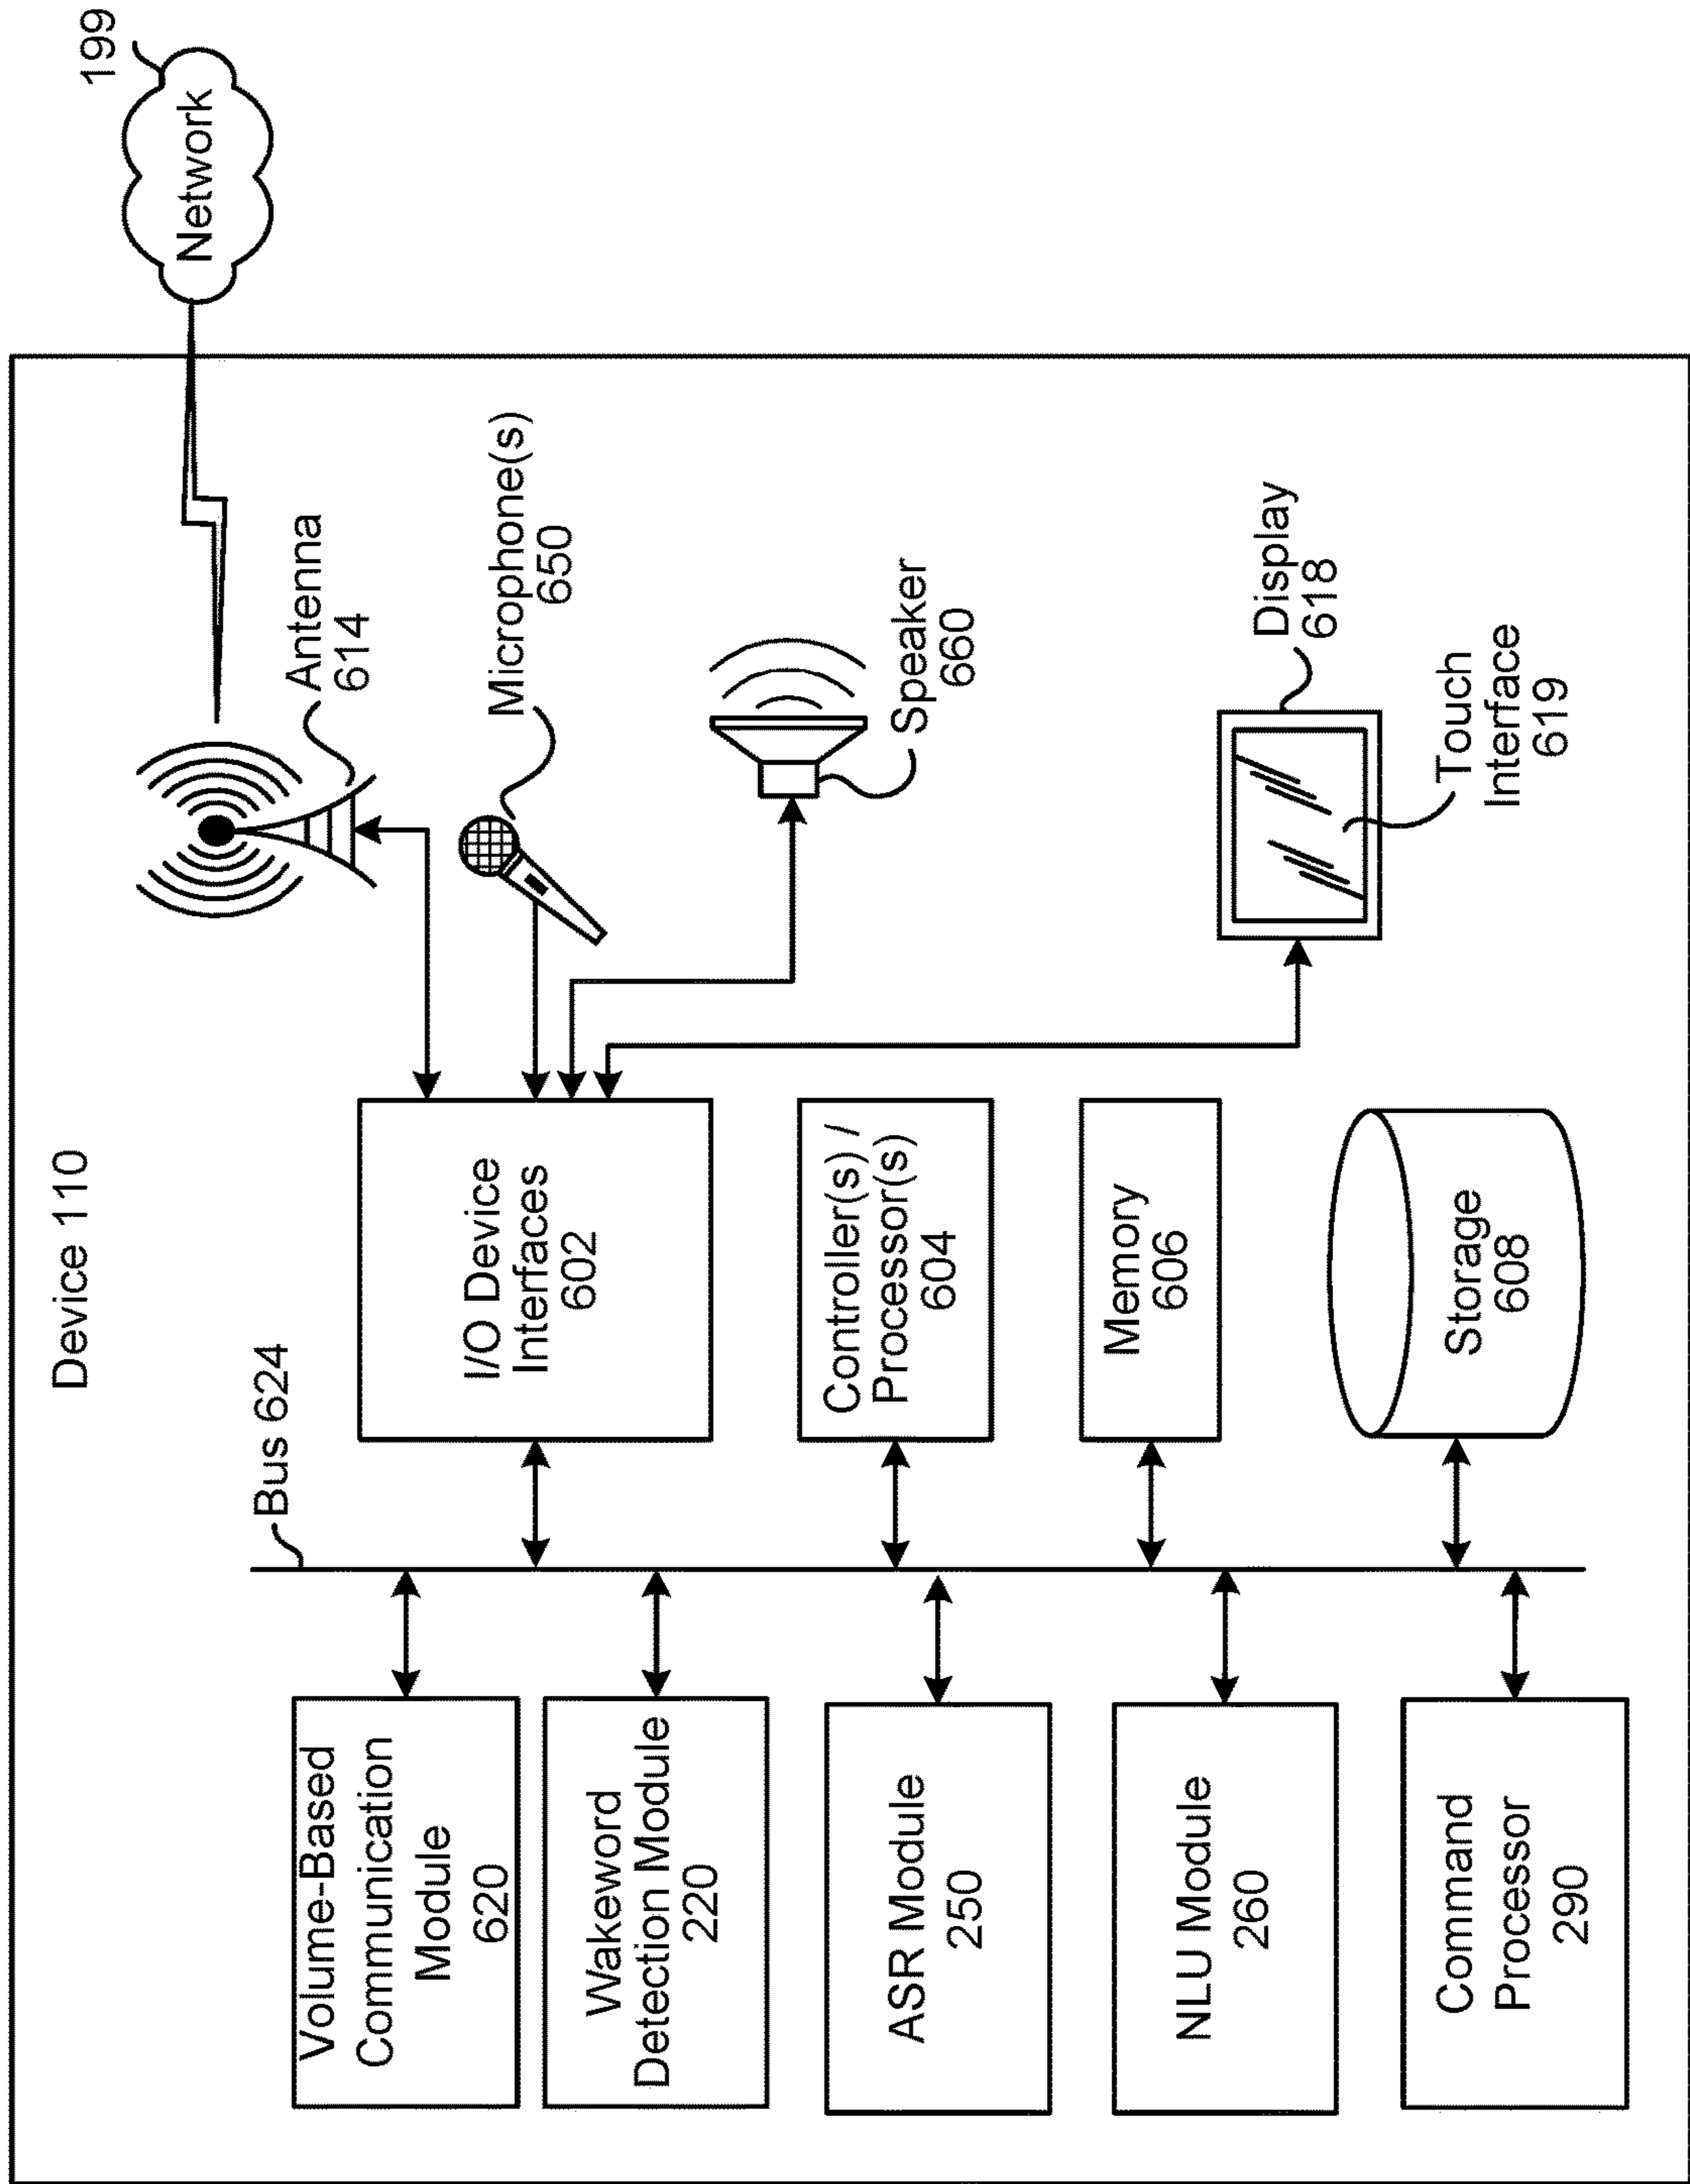 Device 110
Bus 624
Volume-Based
Communication
Module
620
Wakeword
Detection Module
220
ASR Module
250
NLU Module
260
Command
Processor
290
I/O Device
Interfaces
602
Controller(s) /
Processor(s)
604
Memory
606
Storage
608
Antenna
614
Microphone(s)
650
Speaker
660
Display
618
Touch
Interface
619
Network
199